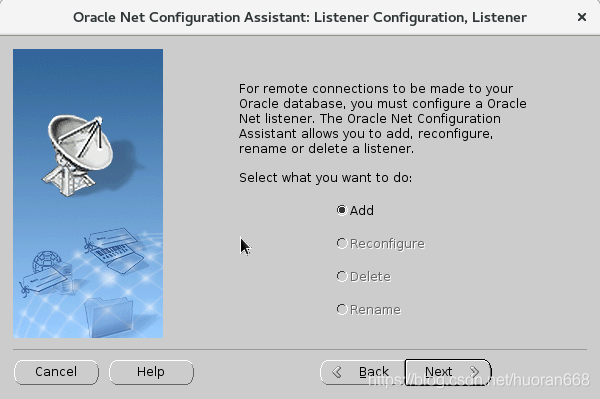 Oracle Net Configuration Assistant: Listener Configuration, Listener
For remote connections to be made to your
Oracle database, you must configure a Oracle
Net listener. The Oracle Net Configuration
Assistant allows you to add, reconfigure,
rename or delete a listener.
Select what you want to do:
Add
Reconfigure
Delete
Rename
Cancel
Help
Back
Next
https://blog.csdn.net/huoran668